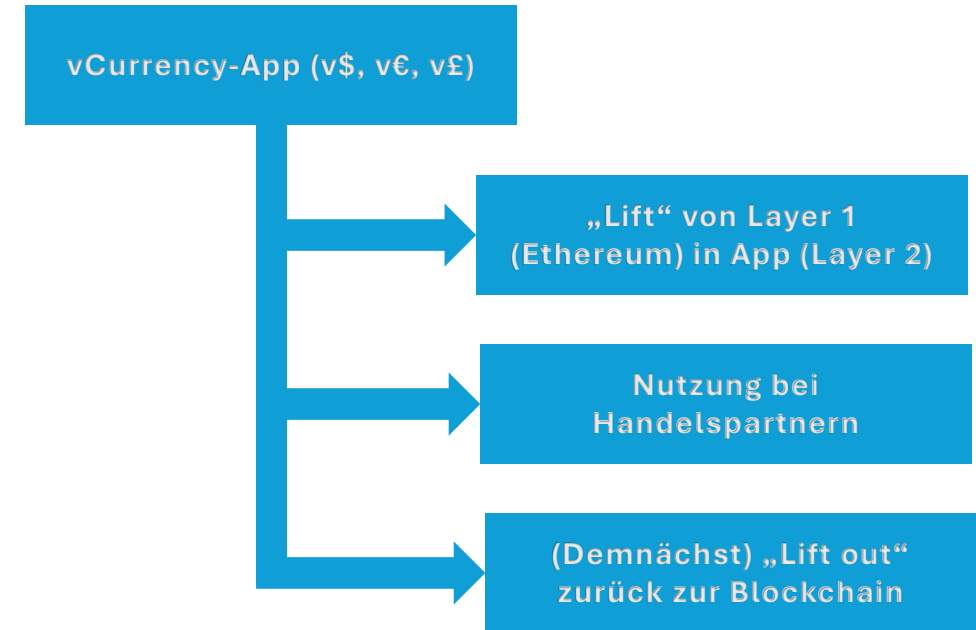 vCurrency-App (v$, v€, v£)
„Lift“ von Layer 1
(Ethereum) in App (Layer 2)
Nutzung bei
Handelspartnern
(Demnächst) „Lift out“
zurück zur Blockchain